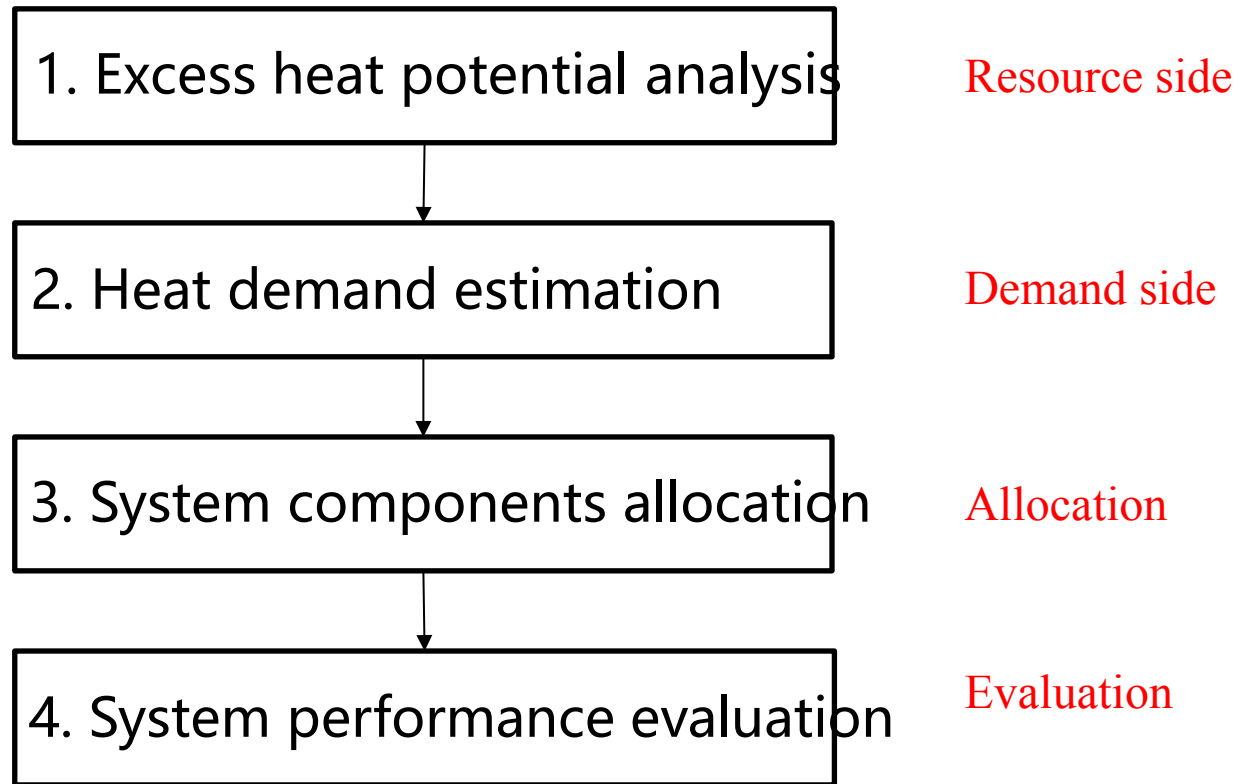 1. Excess heat potential analysis
Resource side
2. Heat demand estimation
Demand side
3. System components allocation
Allocation
4. System performance evaluation
Evaluation